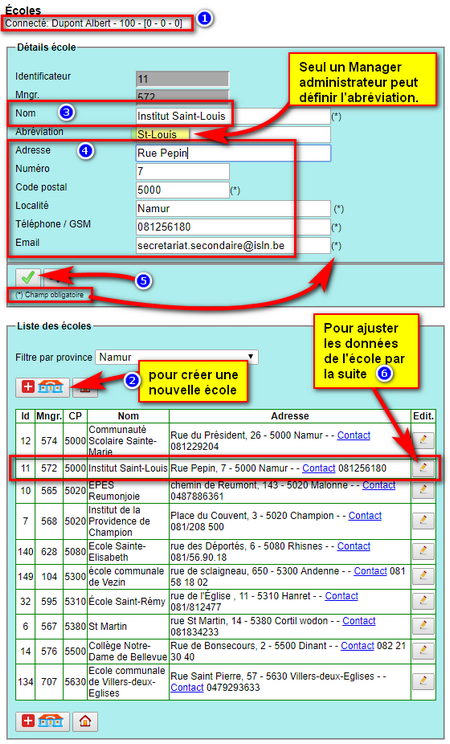 Écoles
Connecté: Dupont Albert - 100 - [0 - 0 - 0]
1
Détails école
Seul un Manager
administrateur peut
définir l'abréviation.
Identificateur 11
Mngr. 572
3
Nom Institut Saint-Louis (*)
Abréviation St-Louis
Adresse 4 Rue Pepin
Numéro 7
Code postal 5000 (*)
Localité Namur (*)
Téléphone / GSM 081256180
Email secretariat.secondaire@isln.be (*)
5
(*) Champ obligatoire
Pour ajuster
les données
de l'école par
la suite 6
Liste des écoles
Filtre par province Namur
2 pour créer une
nouvelle école
Id Mngr. CP Nom Adresse Edit.
12 574 5000 Communauté Scolaire Sainte-Marie Rue du Président, 26 - 5000 Namur - - Contact 081229204
11 572 5000 Institut Saint-Louis Rue Pepin, 7 - 5000 Namur - - Contact 081256180
10 565 5020 EPES Reumonjoie chemin de Reumont, 143 - 5020 Malonne - - Contact 0487886361
7 568 5020 Institut de la Providence de Champion Place du Couvent, 3 - 5020 Champion - - Contact 081/208 500
140 628 5080 Ecole Sainte-Elisabeth rue des Déportés, 6 - 5080 Rhisnes - - Contact 081/56.90.18
149 104 5300 école communale de Vezin rue de sclaigneau, 650 - 5300 Andenne - - Contact 081 58 18 02
32 595 5310 École Saint-Rémy rue de l'Église , 11 - 5310 Hanret - - Contact 081/812477
6 567 5380 St Martin rue St Martin, 14 - 5380 Cortil wodon - - Contact 081834233
14 576 5500 Collège Notre-Dame de Bellevue Rue de Bonsecours, 2 - 5500 Dinant - - Contact 082 21 30 40
134 707 5630 Ecole communale de Villers-deux-Eglises Rue Saint Pierre, 57 - 5630 Villers-deux-Eglises - - Contact 0479293633